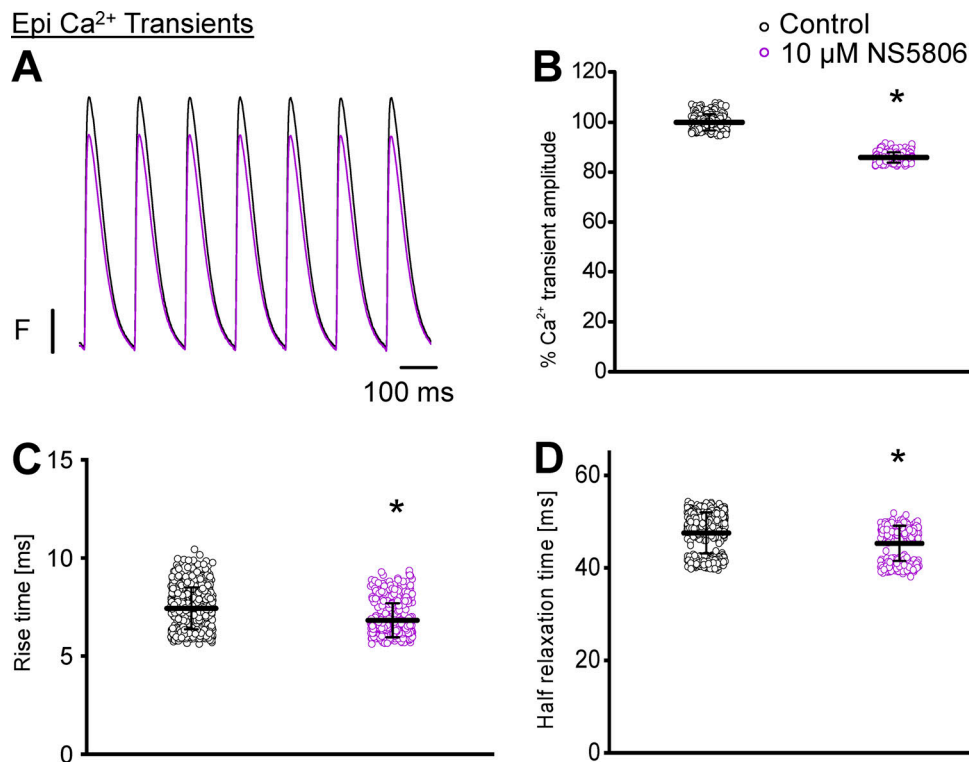 Epi Ca²⁺ Transients
Control
10 µM NS5806
A
F
100 ms
B
% Ca²⁺ transient amplitude
120
100
80
60
40
20
0
*
C
Rise time [ms]
15
10
5
0
*
D
Half relaxation time [ms]
60
40
20
0
*